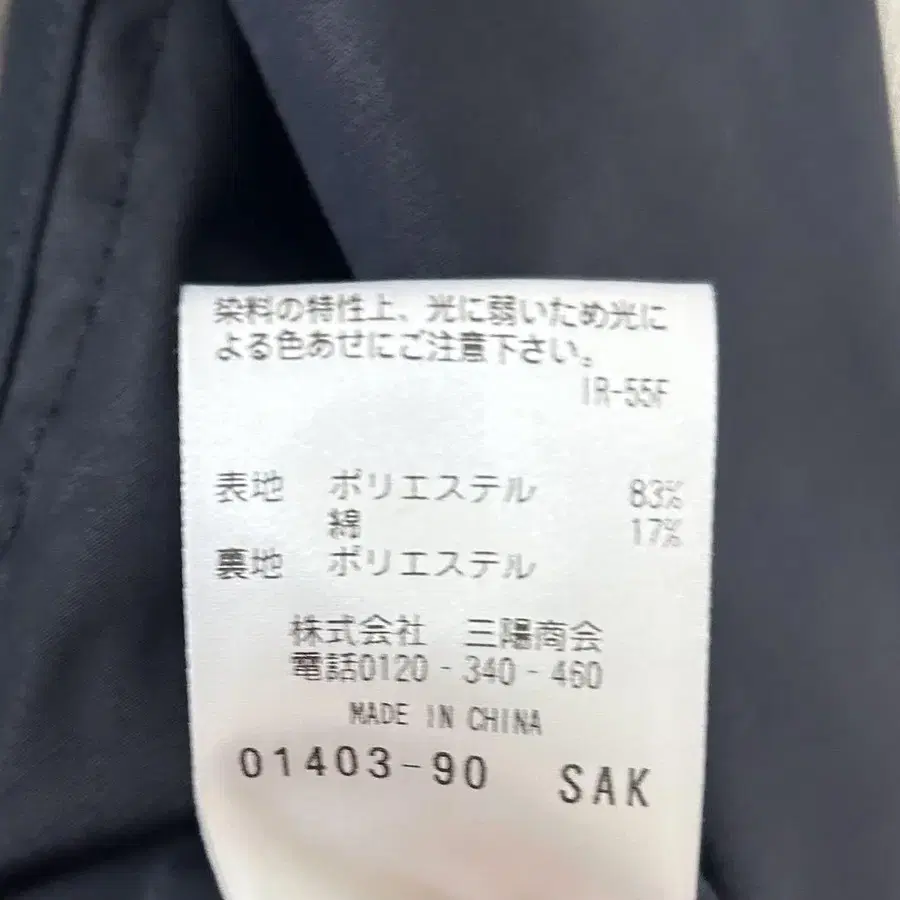 染料の特性上、光に弱いため光に
よる色あせにご注意下さい。
IR-55F
表地 ポリエステル 83%
綿 17%
裏地 ポリエステル
株式会社 三陽商会
電話0120-340-460
MADE IN CHINA
01403-90 SAK